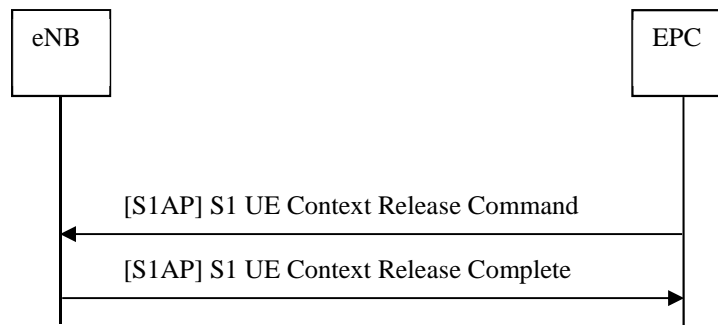 eNB
EPC
[S1AP] S1 UE Context Release Command
[S1AP] S1 UE Context Release Complete